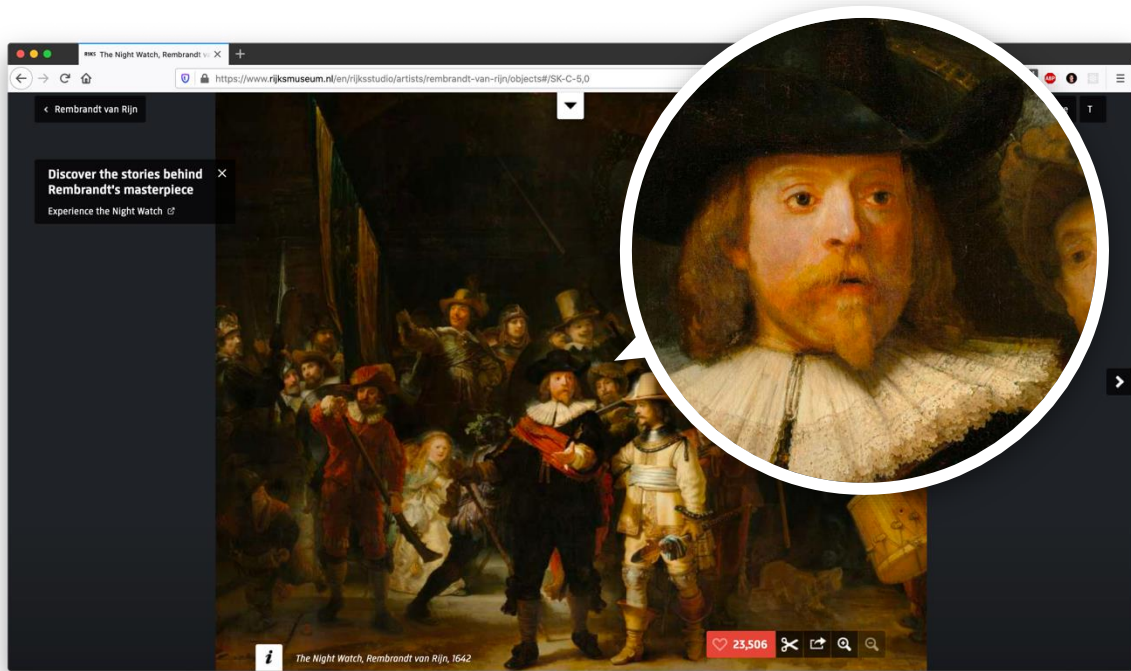 RIJKS The Night Watch, Rembrandt va
https://www.rijksmuseum.nl/en/rijksstudio/artists/rembrandt-van-rijn/objects#/SK-C-5,0
ABP
Rembrandt van Rijn
T
Discover the stories behind
Rembrandt's masterpiece
Experience the Night Watch
23,506
i
The Night Watch, Rembrandt van Rijn, 1642